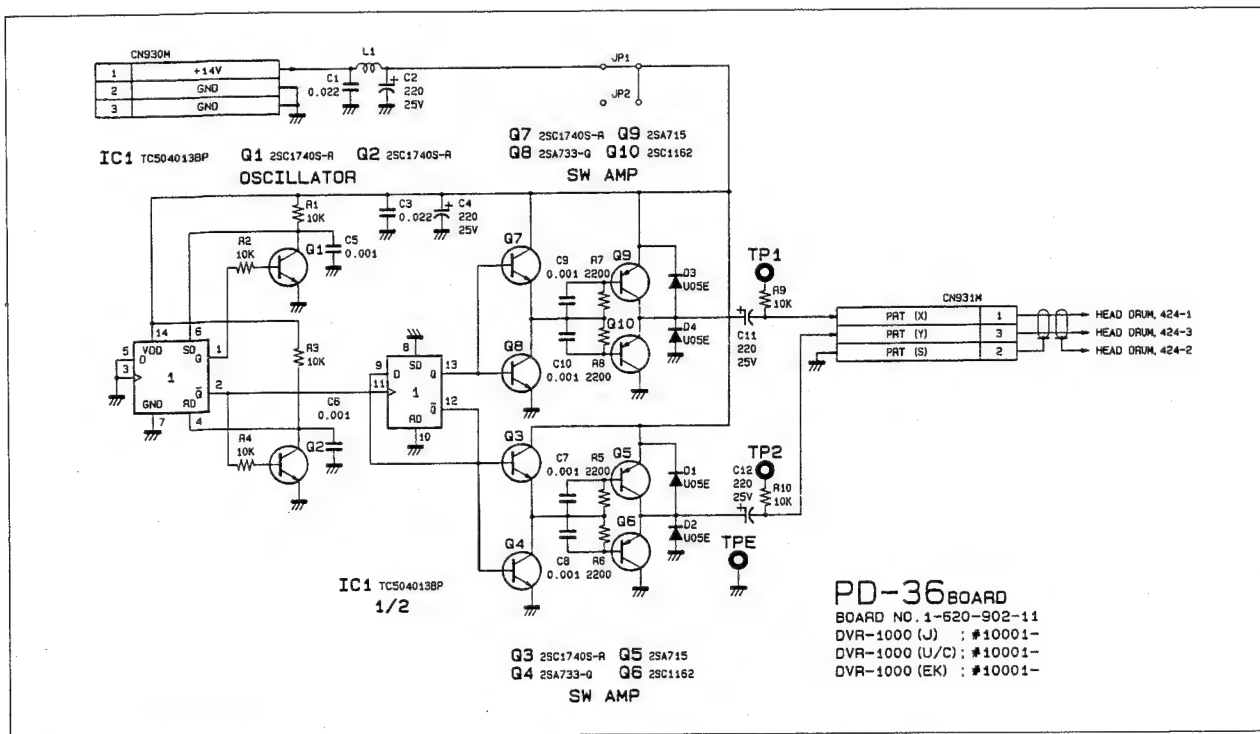 CN930M
1 +14V
2 GND
3 GND
L1
C1
0.022
C2
220
25V
JP1
JP2
IC1 TC504013BP
Q1 2SC1740S-R Q2 2SC1740S-R
OSCILLATOR
Q7 2SC1740S-R Q9 2SA715
Q8 2SA733-Q Q10 2SC1162
SW AMP
R1
10K
C3
0.022
C4
220
25V
R2
10K
Q1
C5
0.001
Q7
C9
0.001
R7
2200
Q9
D3
U05E
TP1
R9
10K
CN931M
PRT (X) 1
PRT (Y) 3
PRT (S) 2
HEAD DRUM, 424-1
HEAD DRUM, 424-3
HEAD DRUM, 424-2
14
6
VDD
SD
5
D
3
Q
1
1
Q
2
GND
RD
7
4
R3
10K
8
SD
9
D
11
Q
13
1
Q
12
RD
10
Q8
Q10
C10
0.001
R8
2200
D4
U05E
C11
220
25V
C6
0.001
R4
10K
Q2
Q3
C7
0.001
R5
2200
Q5
D1
U05E
C12
220
25V
TP2
R10
10K
Q4
C8
0.001
R6
2200
Q6
D2
U05E
TPE
IC1 TC504013BP
1/2
Q3 2SC1740S-R Q5 2SA715
Q4 2SA733-Q Q6 2SC1162
SW AMP
PD-36 BOARD
BOARD NO. 1-620-902-11
DVR-1000 (J) ; #10001-
DVR-1000 (U/C) ; #10001-
DVR-1000 (EK) ; #10001-